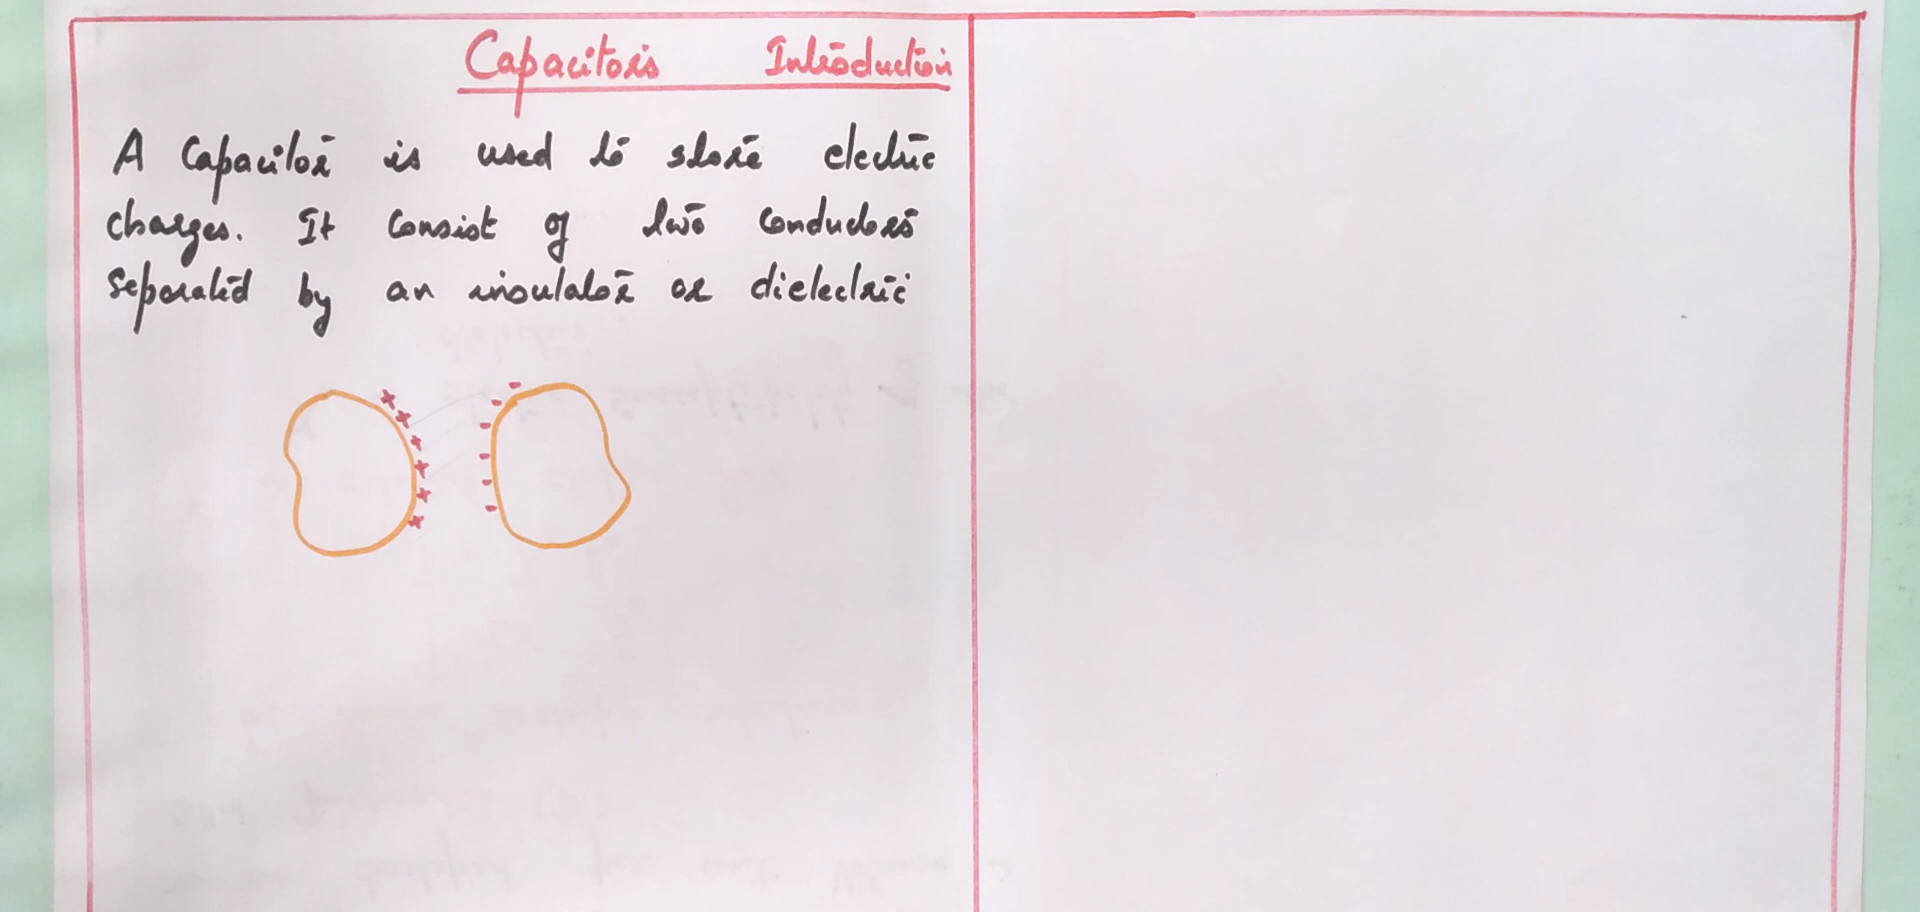 Capacitors Introduction
A Capacitor is used to store electric
charges. It consist of two conductors
separated by an insulator or dielectric